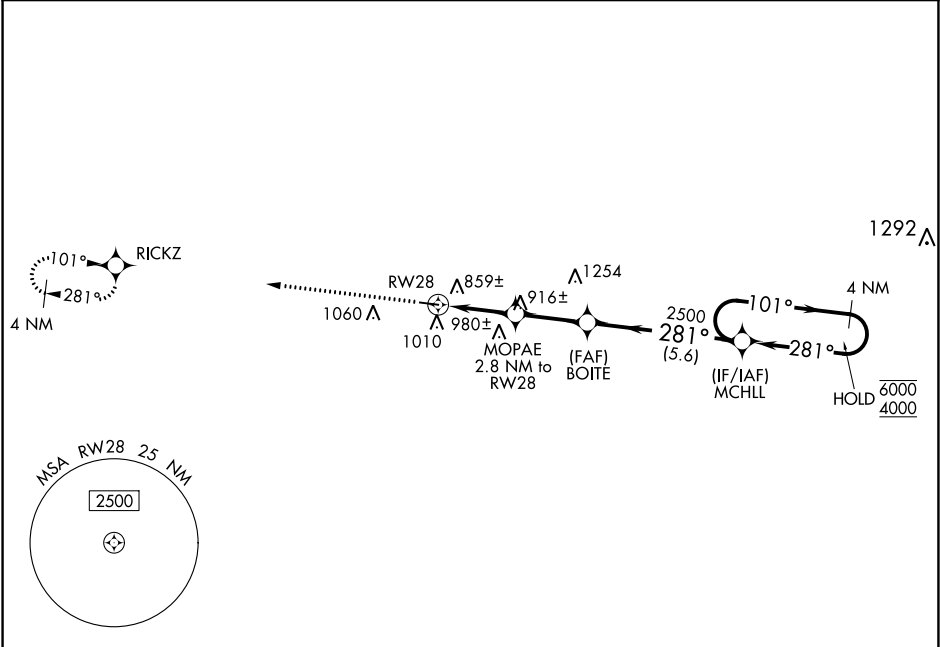 1292
101°
RICKZ
281°
4 NM
RW28
859±
1254
916±
1060
1010
980±
MOPAE
2.8 NM to
RW28
(FAF)
BOITE
2500
281°
(5.6)
(IF/IAF)
MCHLL
101°
4 NM
281°
HOLD
6000
4000
MSA RW28 25 NM
2500